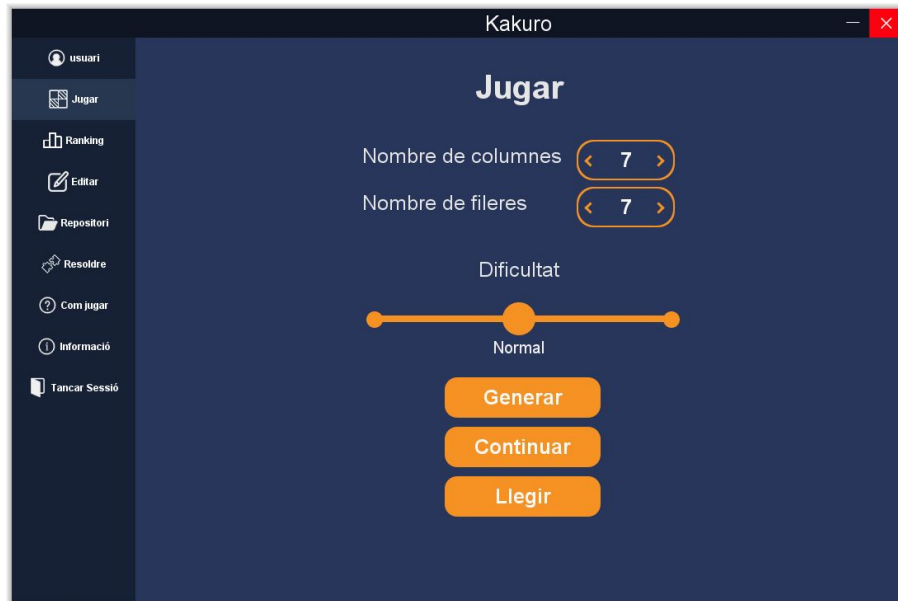 Kakuro
usuari
Jugar
Ranking
Editar
Repositori
Resoldre
Com jugar
Informació
Tancar Sessió
Jugar
Nombre de columnes < 7 >
Nombre de fileres < 7 >
Dificultat
Normal
Generar
Continuar
Llegir